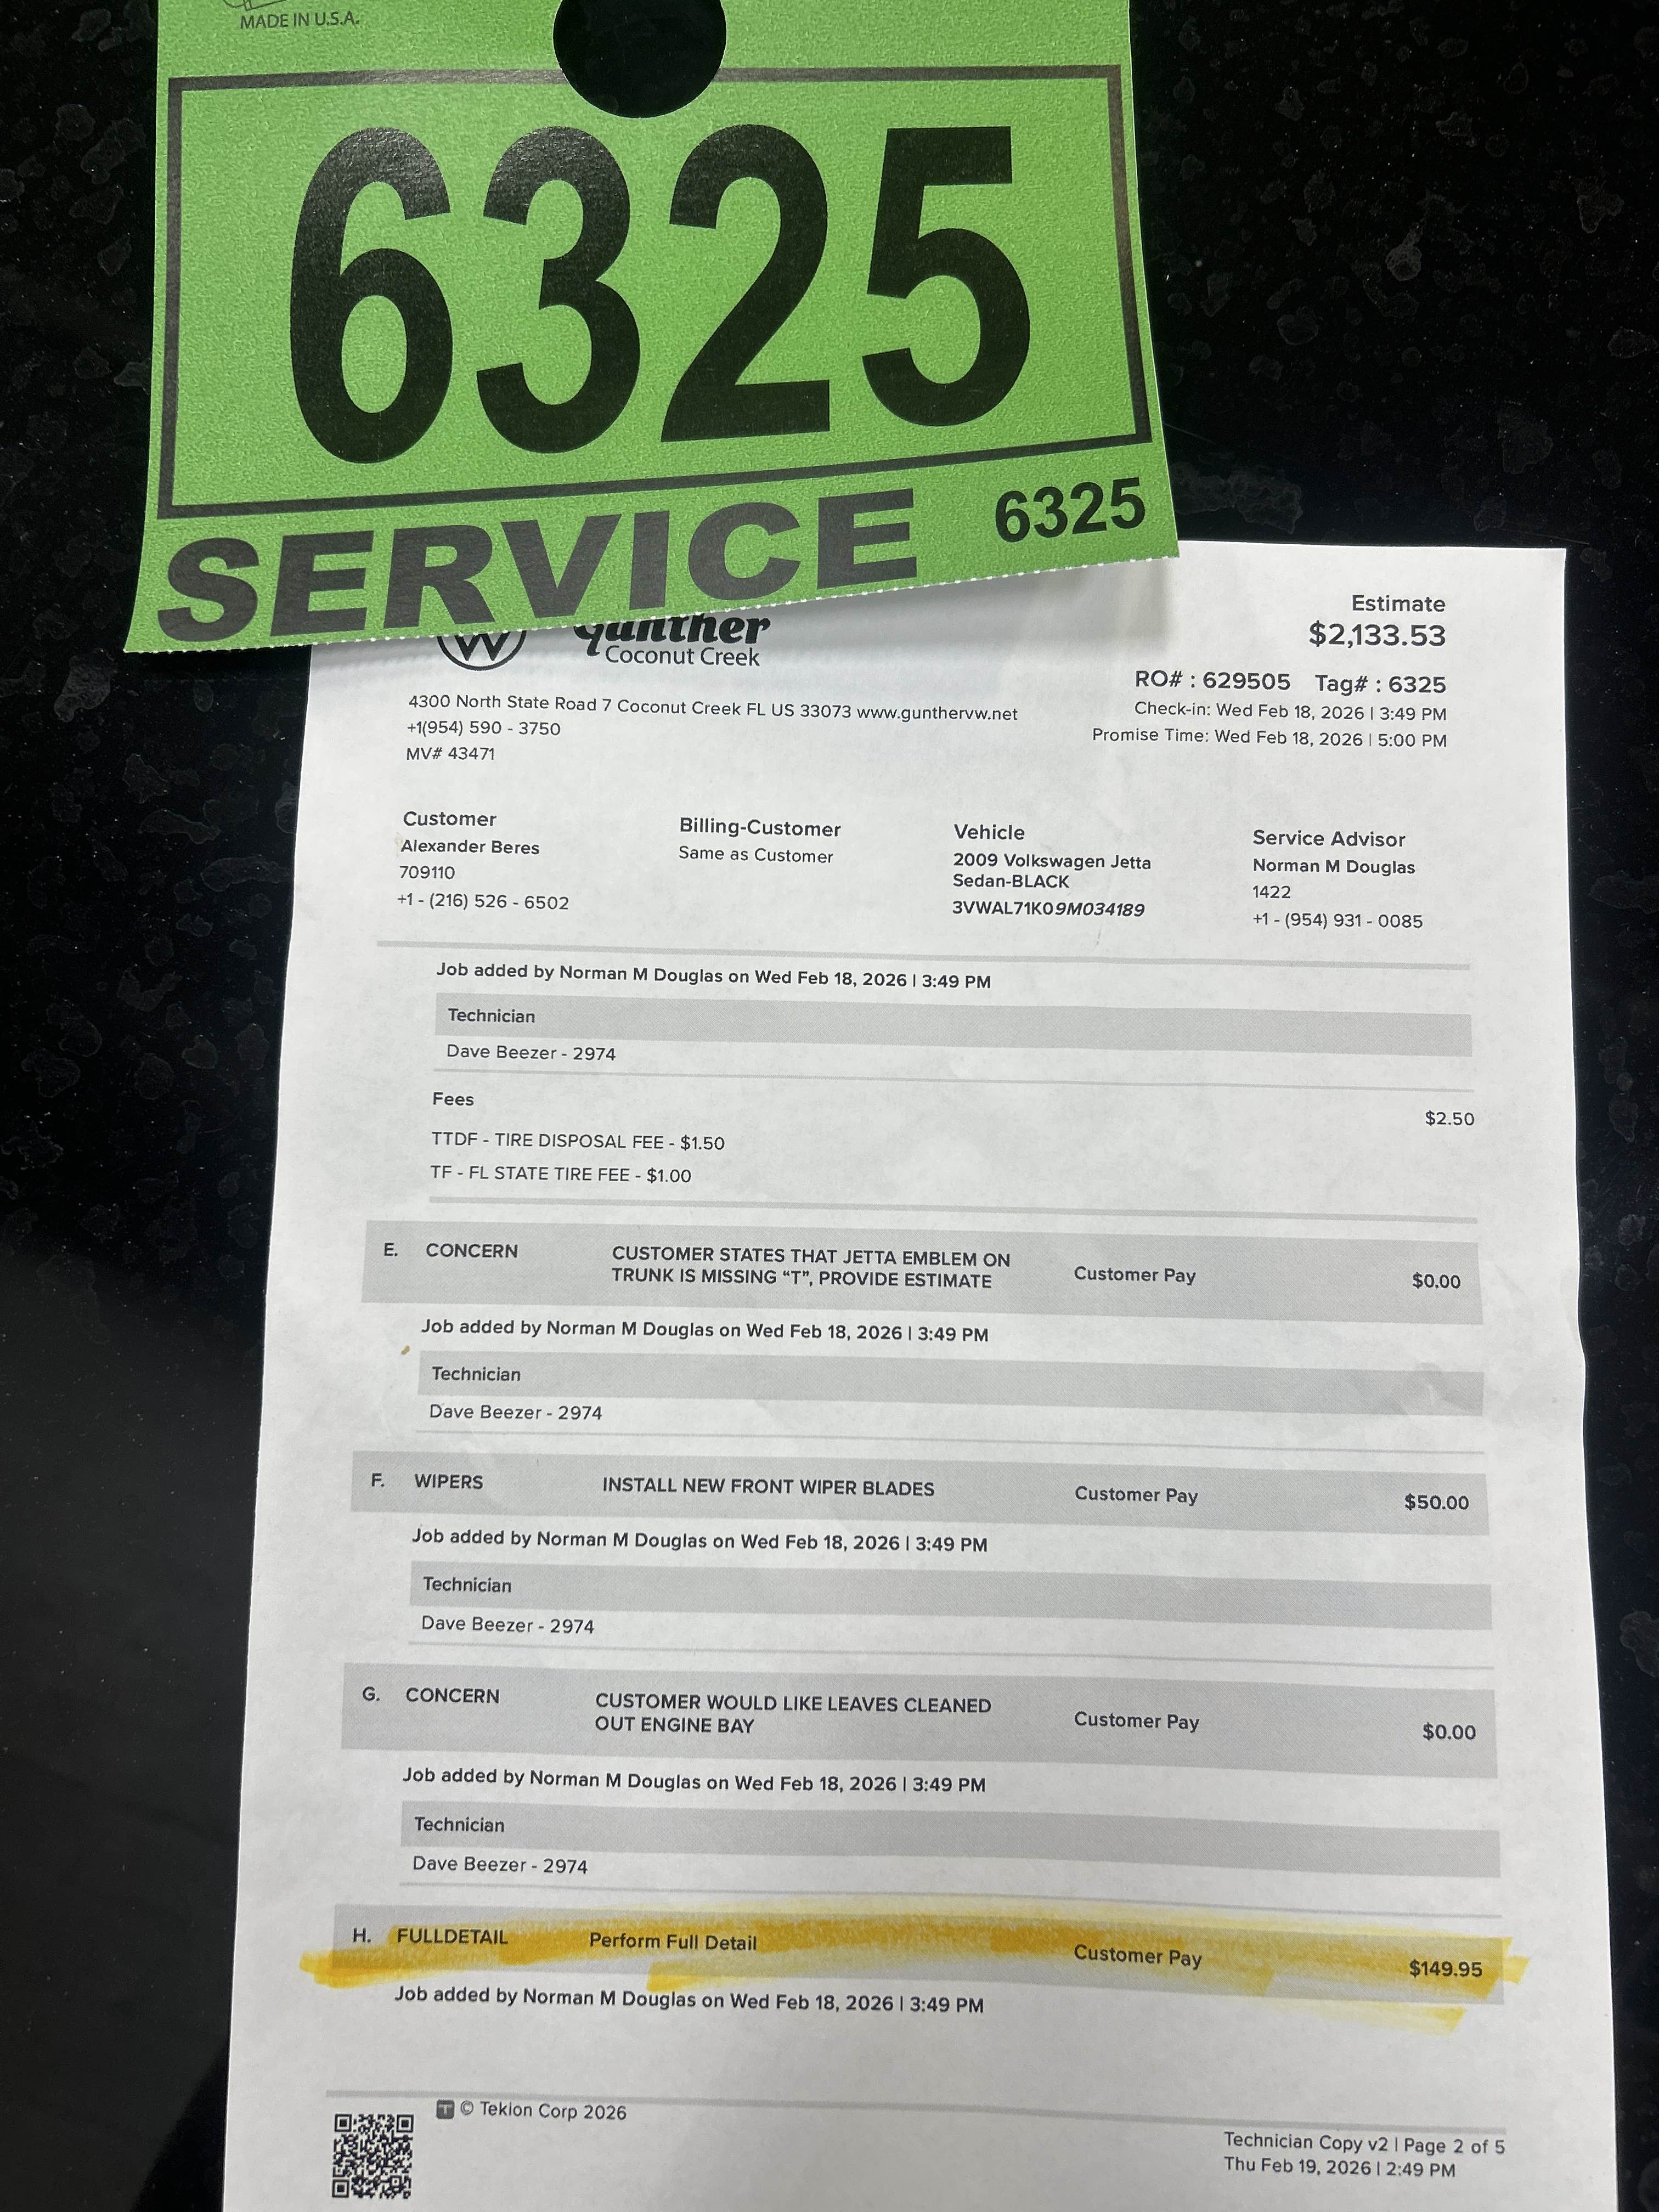 MADE IN U.S.A.
6325
SERVICE 6325
gunther
Coconut Creek
Estimate
$2,133.53
RO# : 629505 Tag# : 6325
Check-in: Wed Feb 18, 2026 | 3:49 PM
Promise Time: Wed Feb 18, 2026 | 5:00 PM
4300 North State Road 7 Coconut Creek FL US 33073 www.gunthervw.net
+1(954) 590 - 3750
MV# 43471
Customer
Alexander Beres
709110
+1 - (216) 526 - 6502
Billing-Customer
Same as Customer
Vehicle
2009 Volkswagen Jetta
Sedan-BLACK
3VWAL71K09M034189
Service Advisor
Norman M Douglas
1422
+1 - (954) 931 - 0085
Job added by Norman M Douglas on Wed Feb 18, 2026 | 3:49 PM
Technician
Dave Beezer - 2974
Fees $2.50
TTDF - TIRE DISPOSAL FEE - $1.50
TF - FL STATE TIRE FEE - $1.00
E. CONCERN CUSTOMER STATES THAT JETTA EMBLEM ON
TRUNK IS MISSING “T”, PROVIDE ESTIMATE Customer Pay $0.00
Job added by Norman M Douglas on Wed Feb 18, 2026 | 3:49 PM
Technician
Dave Beezer - 2974
F. WIPERS INSTALL NEW FRONT WIPER BLADES Customer Pay $50.00
Job added by Norman M Douglas on Wed Feb 18, 2026 | 3:49 PM
Technician
Dave Beezer - 2974
G. CONCERN CUSTOMER WOULD LIKE LEAVES CLEANED
OUT ENGINE BAY Customer Pay $0.00
Job added by Norman M Douglas on Wed Feb 18, 2026 | 3:49 PM
Technician
Dave Beezer - 2974
H. FULLDETAIL Perform Full Detail Customer Pay $149.95
Job added by Norman M Douglas on Wed Feb 18, 2026 | 3:49 PM
T © Tekion Corp 2026
Technician Copy v2 | Page 2 of 5
Thu Feb 19, 2026 | 2:49 PM